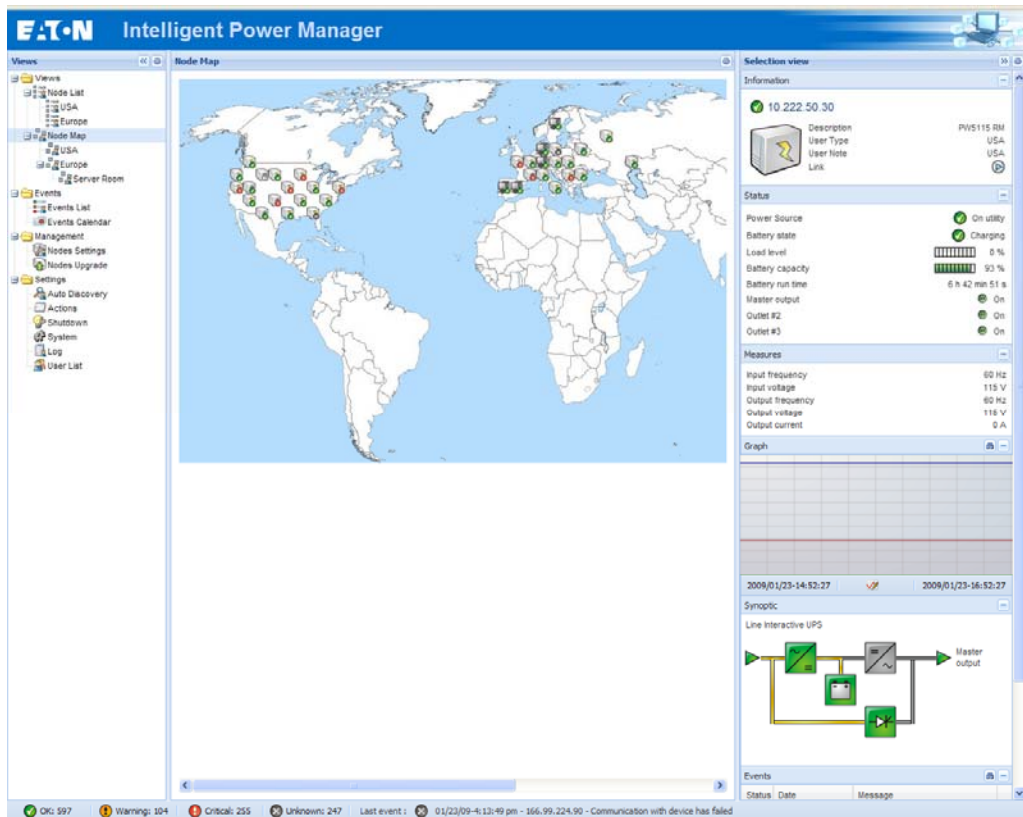 EATON Intelligent Power Manager
Views
Views
Node List
USA
Europe
Node Map
USA
Europe
Server Room
Events
Events List
Events Calendar
Management
Nodes Settings
Nodes Upgrade
Settings
Auto Discovery
Actions
Shutdown
System
Log
User List
Node Map
Selection view
Information
10.222.50.30
Description PW5115 RM
User Type USA
User Note USA
Link
Status
Power Source On utility
Battery state Charging
Load level 0 %
Battery capacity 93 %
Battery run time 6 h 42 min 51 s
Master output On
Outlet #2 On
Outlet #3 On
Measures
Input frequency 60 Hz
Input voltage 115 V
Output frequency 60 Hz
Output voltage 115 V
Output current 0 A
Graph
2009/01/23-14:52:27 2009/01/23-16:52:27
Synoptic
Line Interactive UPS
Master
output
Events
Status Date Message
OK: 597 Warning: 104 Critical: 255 Unknown: 247 Last event : 01/23/09-4:13:49 pm - 166.99.224.90 - Communication with device has failed